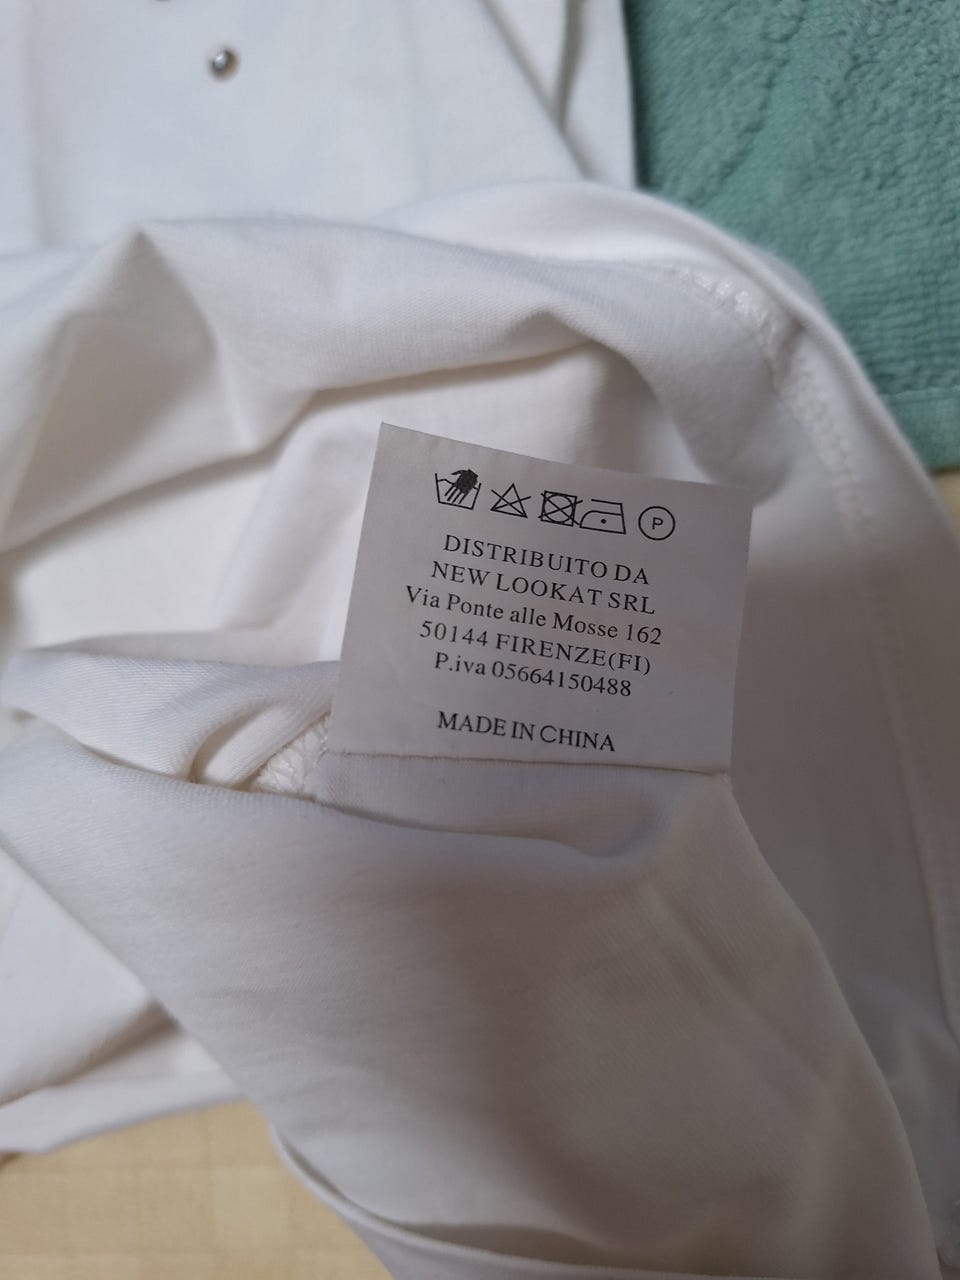 P
DISTRIBUITO DA
NEW LOOKAT SRL
Via Ponte alle Mosse 162
50144 FIRENZE(FI)
P.iva 05664150488
MADE IN CHINA